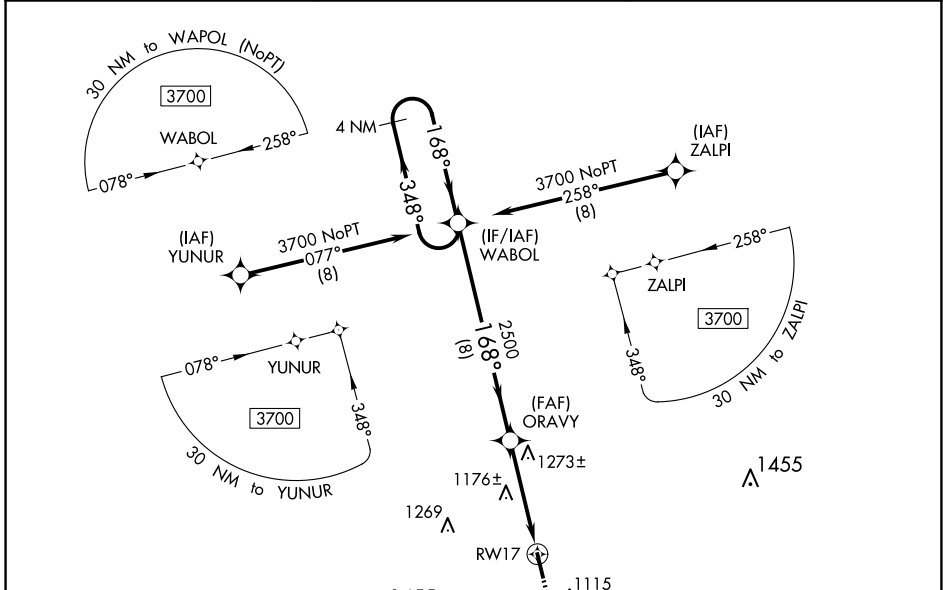 30 NM to WAPOL (NoPT)
3700
WABOL
078°
258°
4 NM
168°
348°
(IAF)
ZALPI
3700 NoPT
258°
(8)
(IAF)
YUNUR
3700 NoPT
077°
(8)
(IF/IAF)
WABOL
258°
ZALPI
3700
348°
30 NM to ZALPI
078°
YUNUR
3700
348°
30 NM to YUNUR
2500
168°
(8)
(FAF)
ORAVY
1273±
1176±
1455
1269
RW17
1115